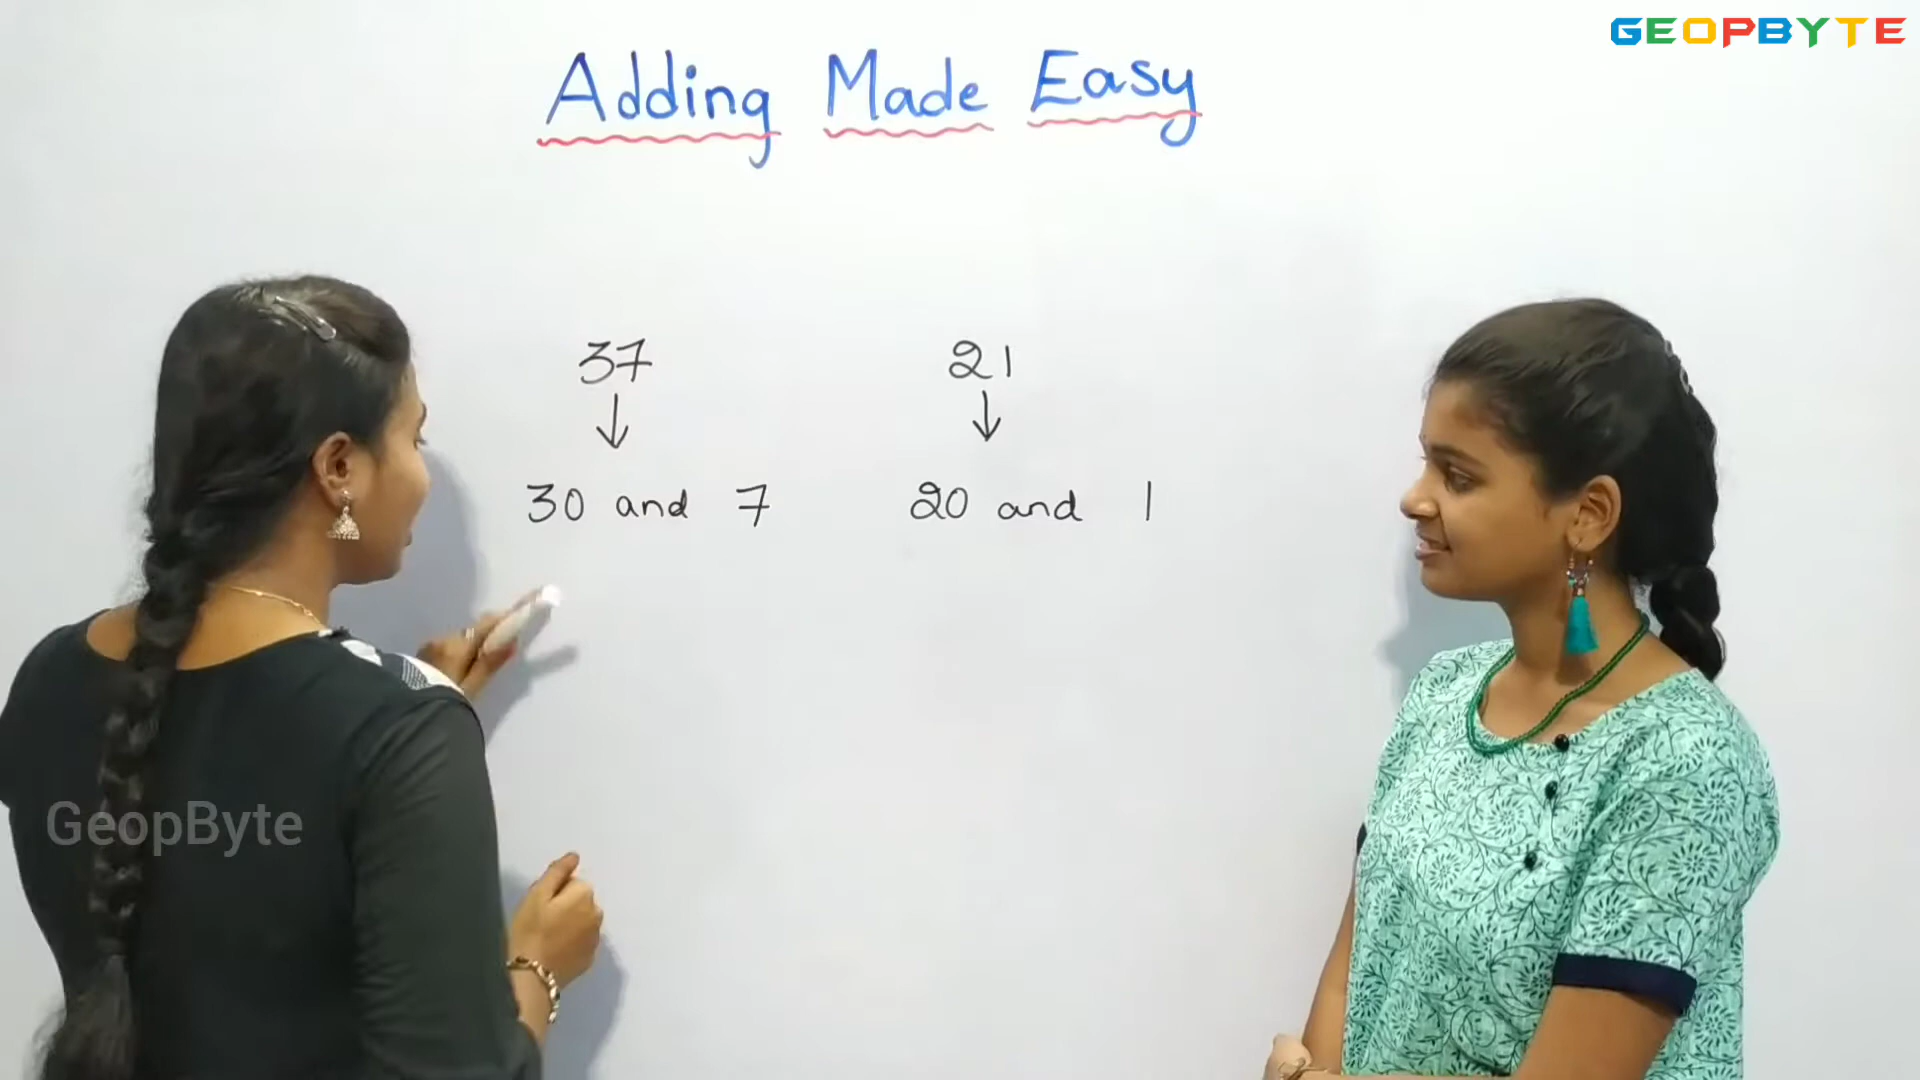 GEOPBYTE
Adding Made Easy
37 21
30 and 7 20 and 1
GeopByte